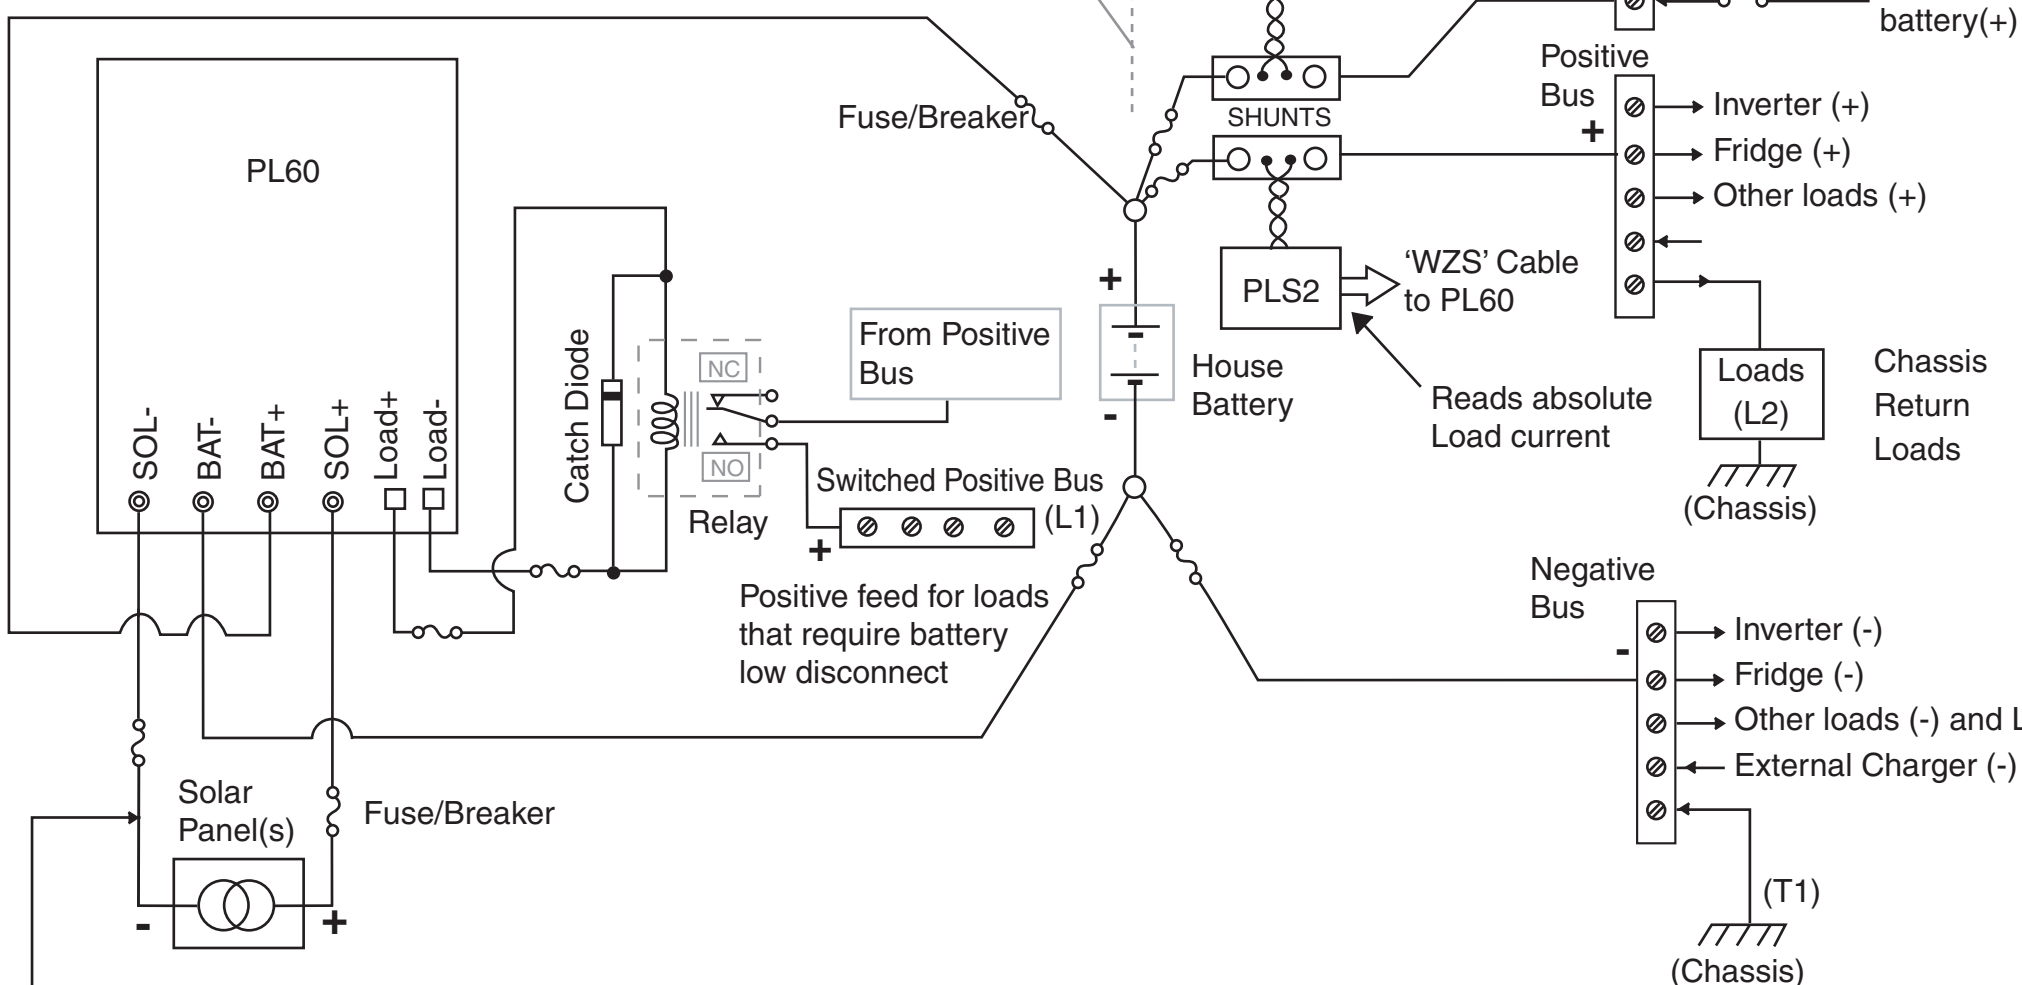 battery(+)
Positive
Bus
+
Inverter (+)
Fridge (+)
Other loads (+)
Fuse/Breaker
SHUNTS
PL60
'WZS' Cable
to PL60
PLS2
+
-
House
Battery
From Positive
Bus
Reads absolute
Load current
Loads
(L2)
Chassis
Return
Loads
(Chassis)
SOL-
BAT-
BAT+
SOL+
Load+
Load-
Catch Diode
NC
NO
Relay
Switched Positive Bus
(L1)
+
Positive feed for loads
that require battery
low disconnect
Negative
Bus
-
Inverter (-)
Fridge (-)
Other loads (-) and L
External Charger (-)
(T1)
(Chassis)
Solar
Panel(s)
Fuse/Breaker
-
+